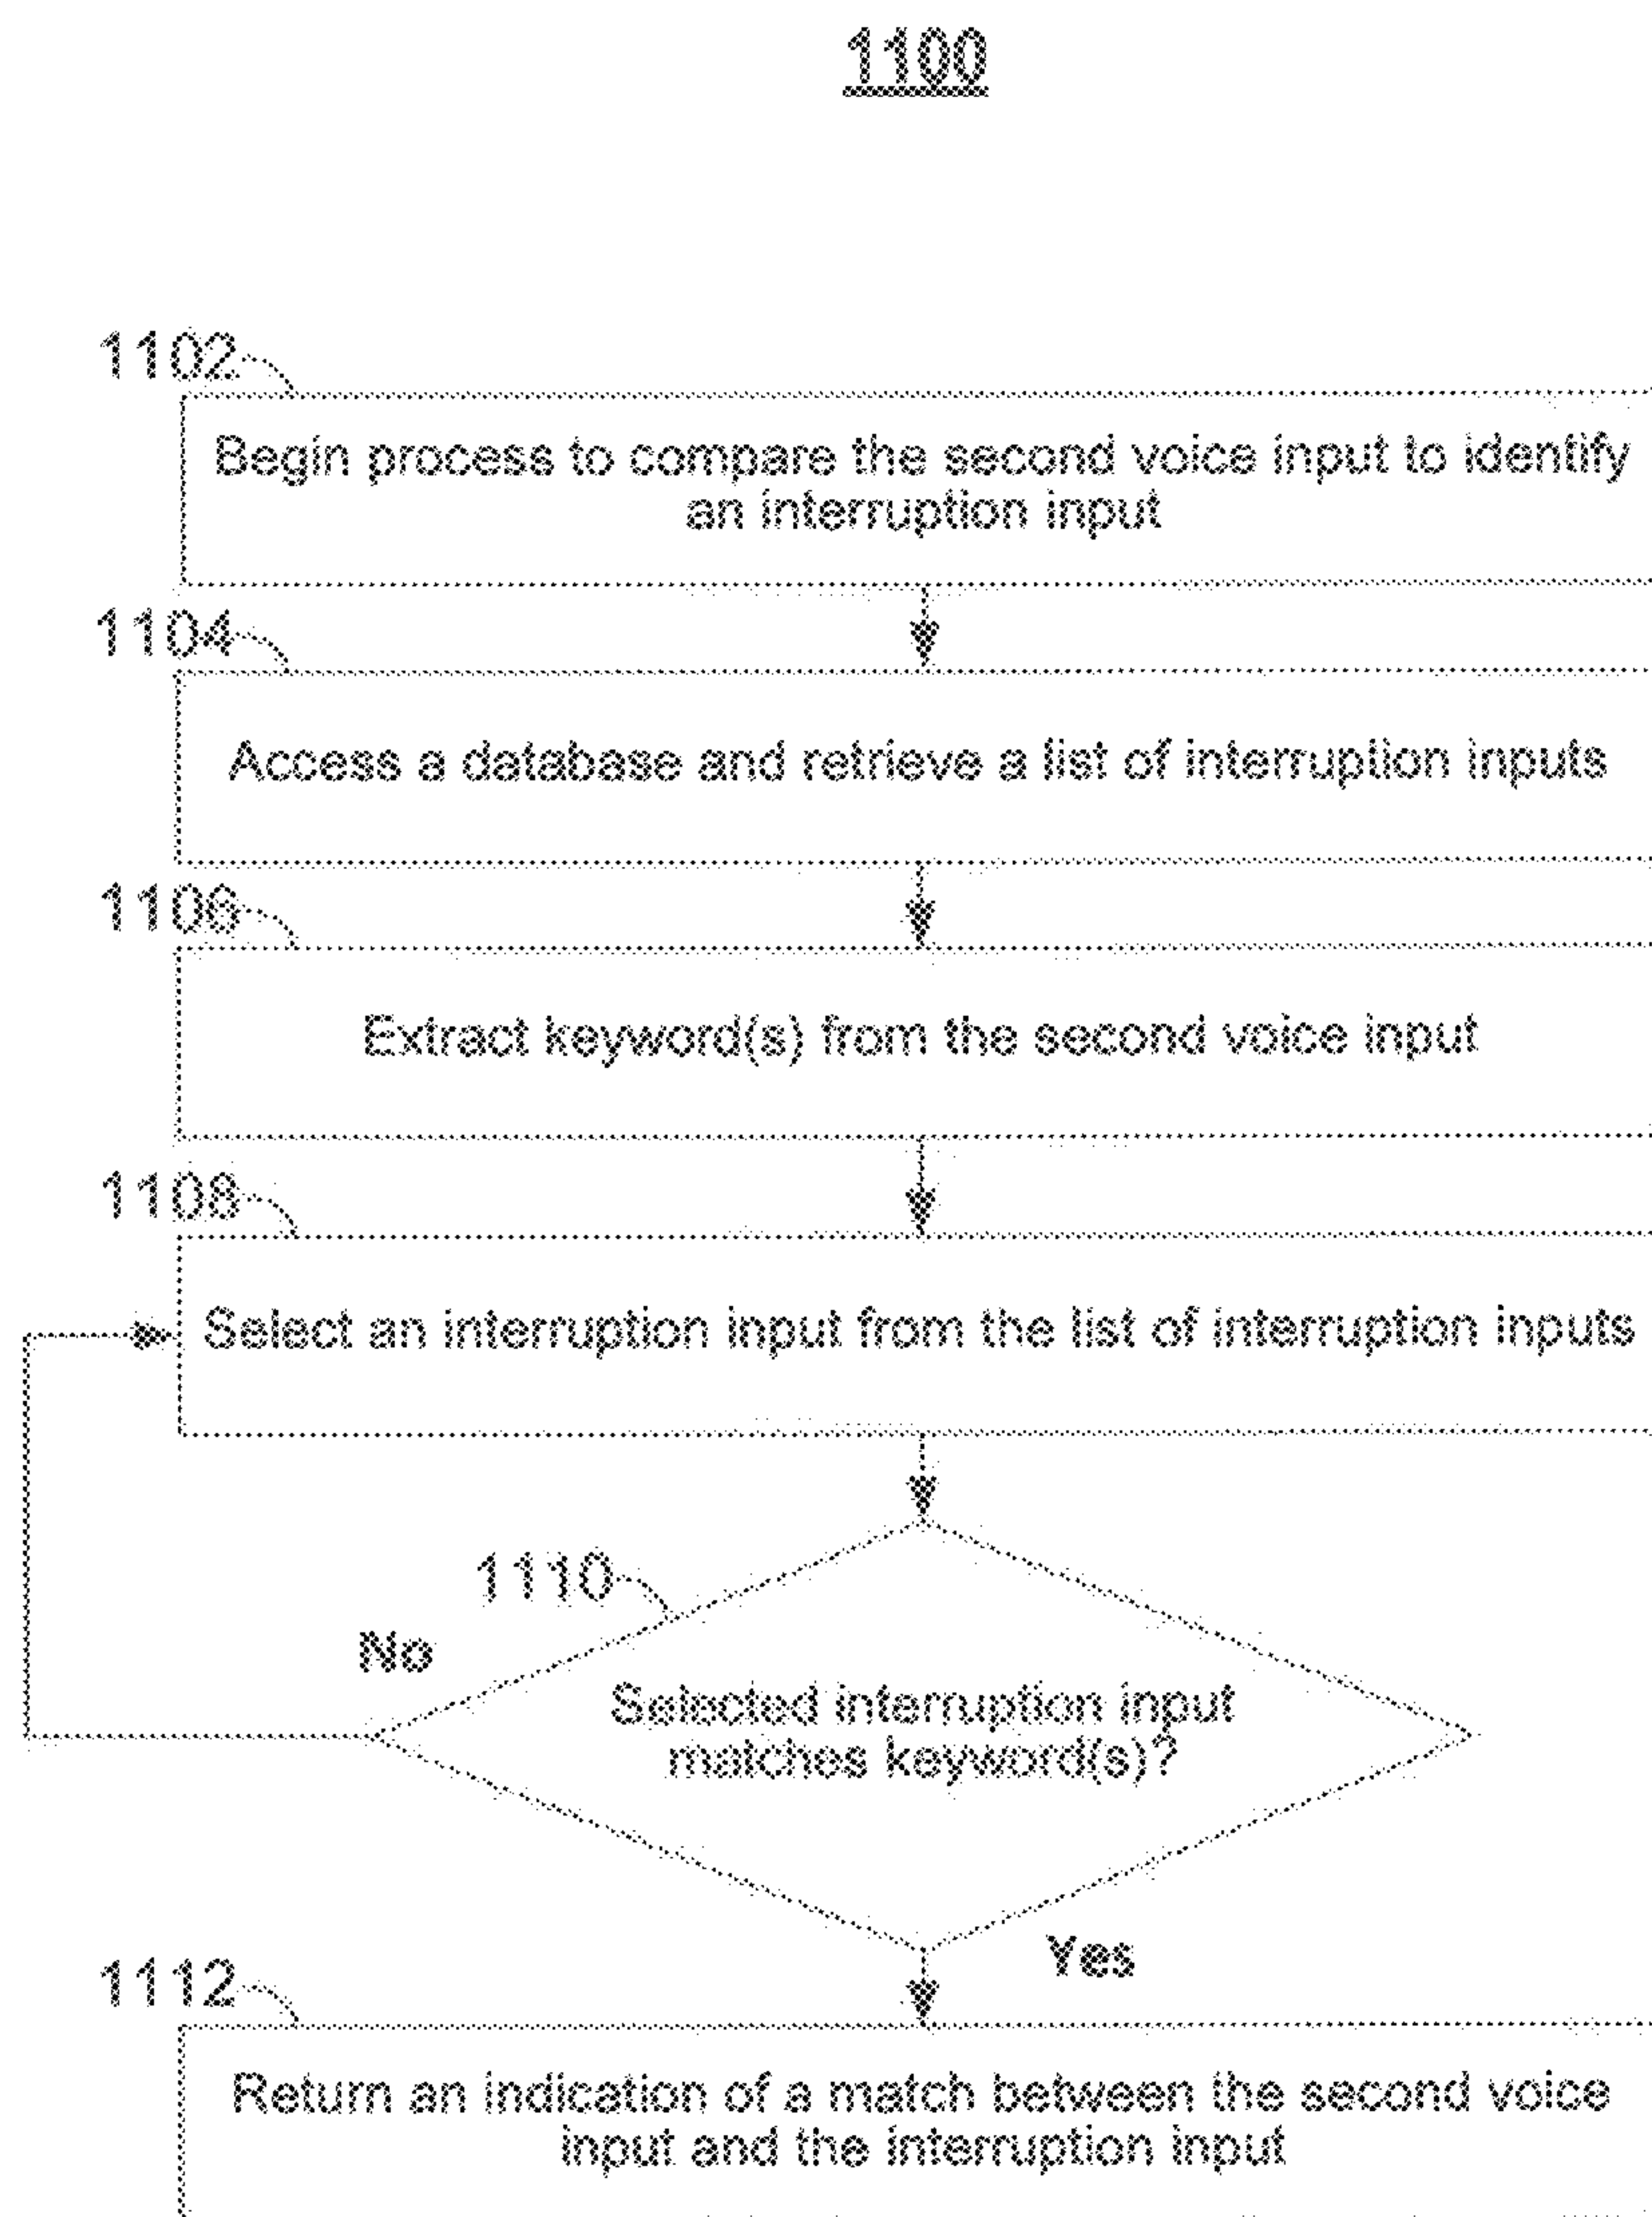 1100
1102
Begin process to compare the second voice input to identify
an interruption input
1104
Access a database and retrieve a list of interruption inputs
1106
Extract keyword(s) from the second voice input
1108
Select an interruption input from the list of interruption inputs
1110
No
Selected interruption input
matches keyword(s)?
Yes
1112
Return an indication of a match between the second voice
input and the interruption input